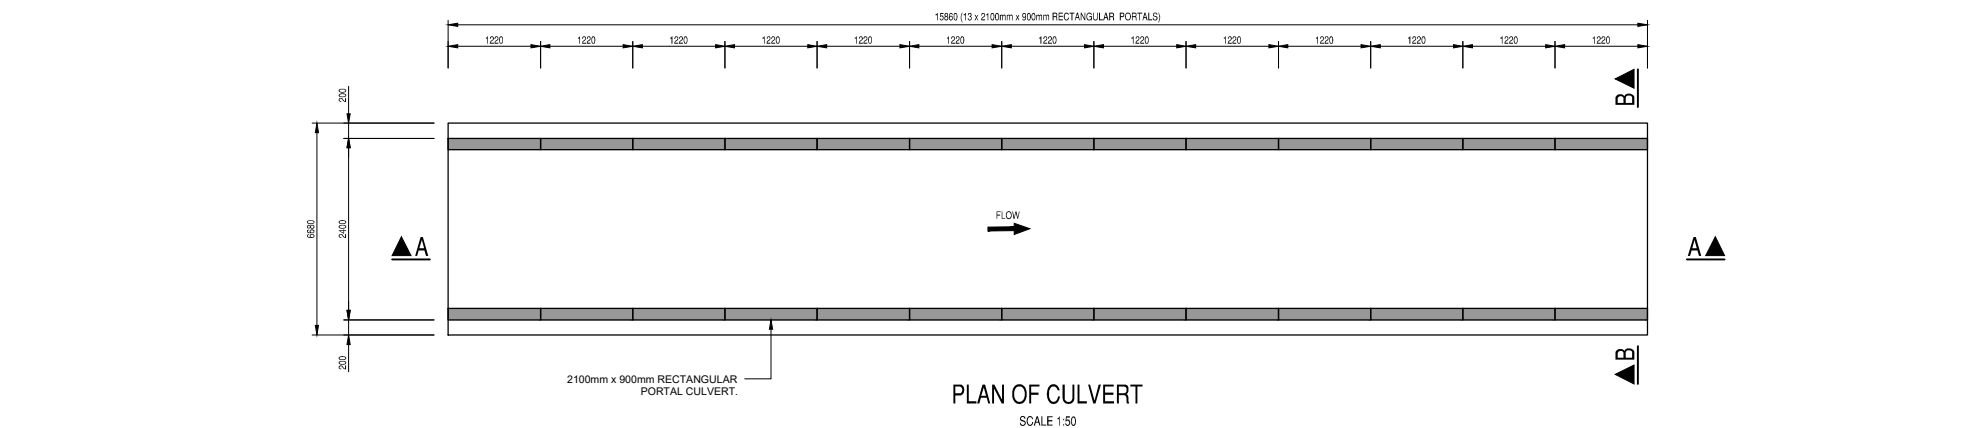 15860 (13 x 2100mm x 900mm RECTANGULAR PORTALS)
1220 1220 1220 1220 1220 1220 1220 1220 1220 1220 1220 1220 1220
B
200
6680
2400
FLOW
A
A
200
B
2100mm x 900mm RECTANGULAR
PORTAL CULVERT.
PLAN OF CULVERT
SCALE 1:50